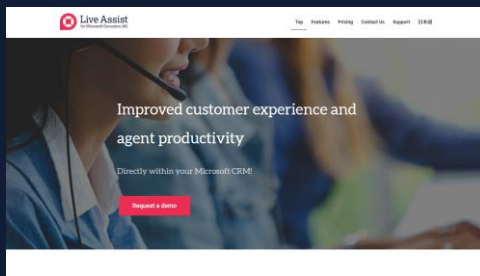 Live Assist
for Microsoft Dynamics 365
Top Features Pricing Contact Us Support 日本語
Improved customer experience and
agent productivity
Directly within your Microsoft CRM!
Request a demo